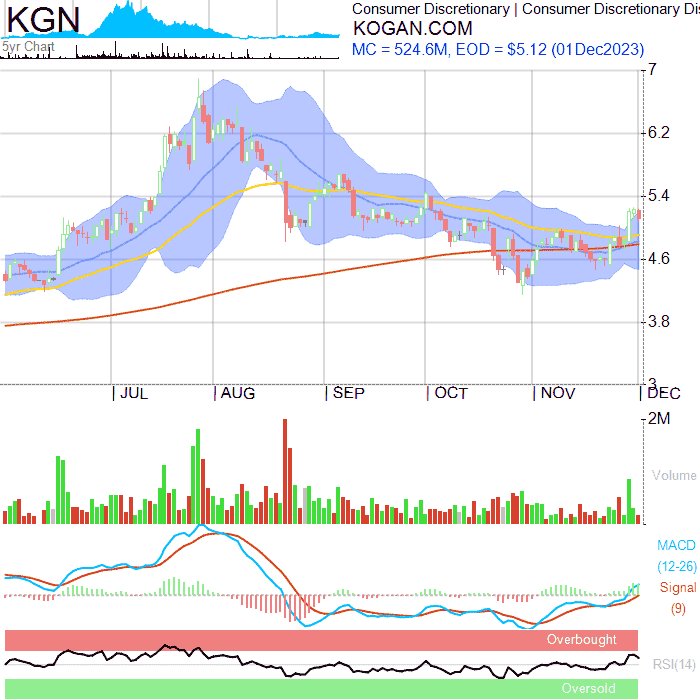 KGN
5yr Chart
Consumer Discretionary | Consumer Discretionary Dis
KOGAN.COM
MC = 524.6M, EOD = $5.12 (01Dec2023)
7
6.2
5.4
4.6
3.8
3
JUL AUG SEP OCT NOV DEC
2M
Volume
MACD
(12-26)
Signal
(9)
Overbought
RSI(14)
Oversold